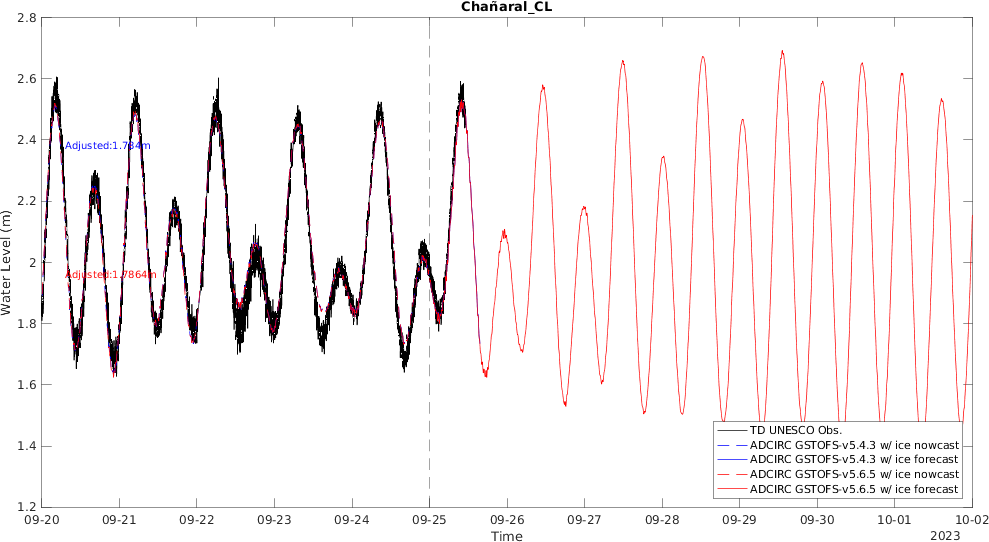 Chañaral_CL
2.8
2.6
2.4
2.2
2
1.8
1.6
1.4
1.2
Water Level (m)
Adjusted:1.784m
Adjusted:1.7864m
TD UNESCO Obs.
ADCIRC GSTOFS-v5.4.3 w/ ice nowcast
ADCIRC GSTOFS-v5.4.3 w/ ice forecast
ADCIRC GSTOFS-v5.6.5 w/ ice nowcast
ADCIRC GSTOFS-v5.6.5 w/ ice forecast
09-20 09-21 09-22 09-23 09-24 09-25 09-26 09-27 09-28 09-29 09-30 10-01 10-02
Time
2023